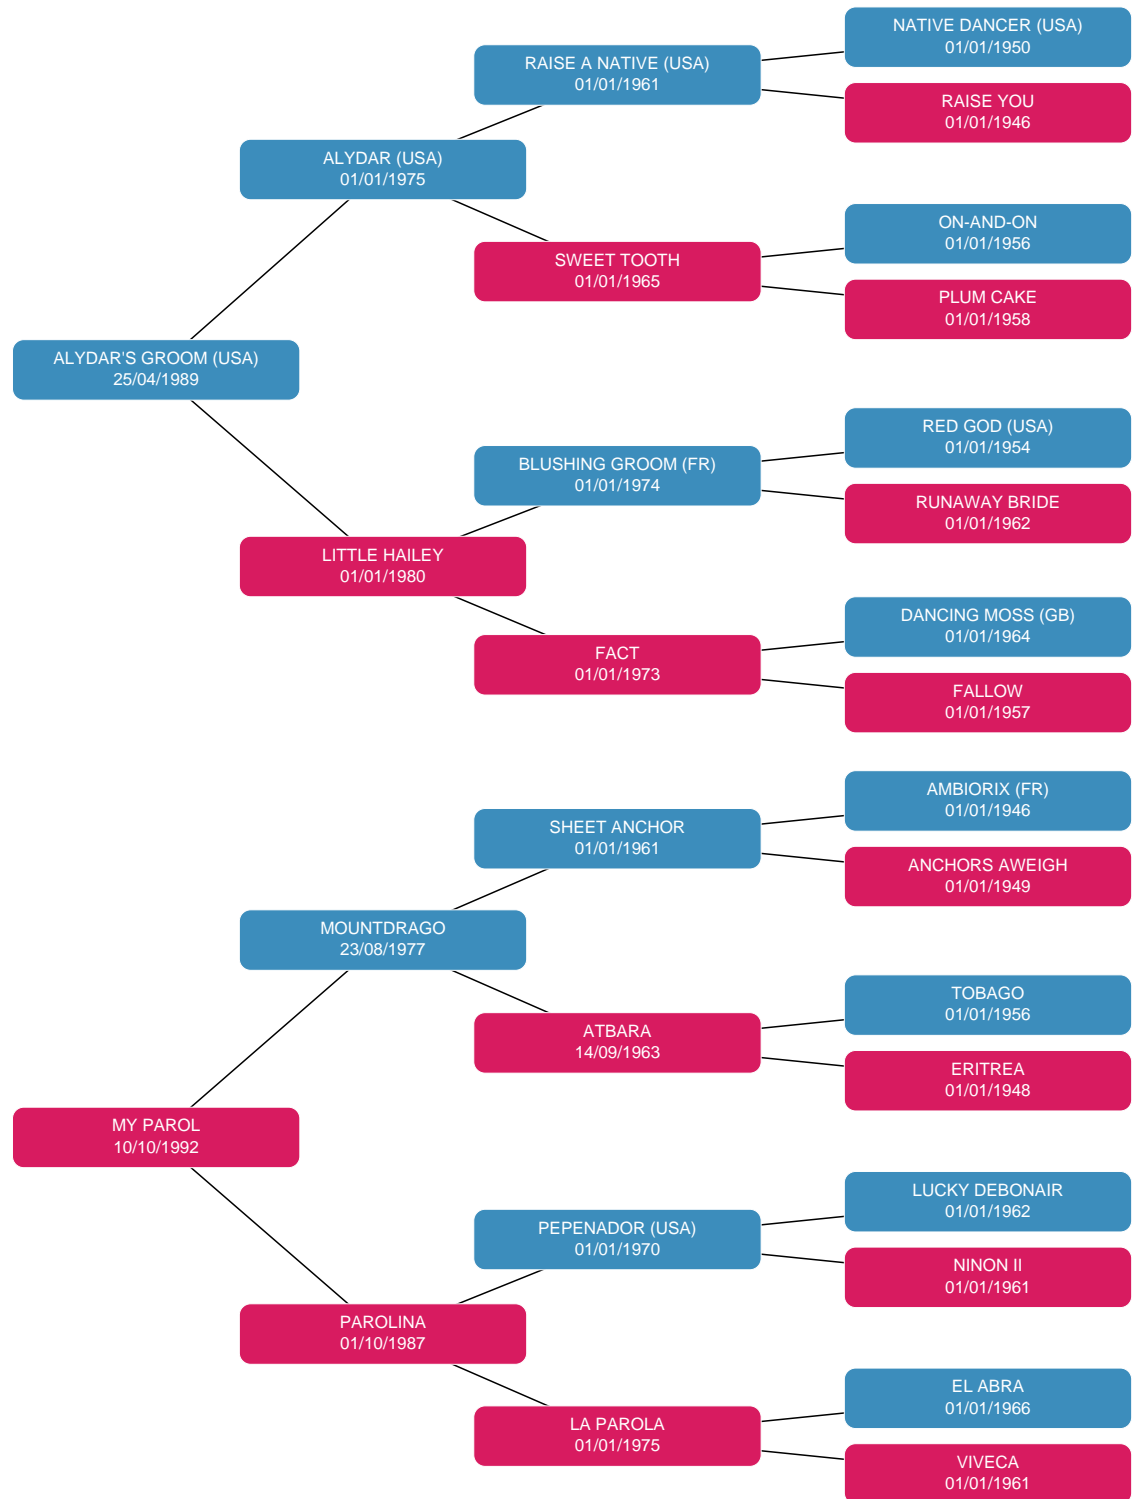 NATIVE DANCER (USA)
01/01/1950
RAISE A NATIVE (USA)
01/01/1961
RAISE YOU
01/01/1946
ALYDAR (USA)
01/01/1975
ON-AND-ON
01/01/1956
SWEET TOOTH
01/01/1965
PLUM CAKE
01/01/1958
ALYDAR'S GROOM (USA)
25/04/1989
RED GOD (USA)
01/01/1954
BLUSHING GROOM (FR)
01/01/1974
RUNAWAY BRIDE
01/01/1962
LITTLE HAILEY
01/01/1980
DANCING MOSS (GB)
01/01/1964
FACT
01/01/1973
FALLOW
01/01/1957
AMBIORIX (FR)
01/01/1946
SHEET ANCHOR
01/01/1961
ANCHORS AWEIGH
01/01/1949
MOUNTDRAGO
23/08/1977
TOBAGO
01/01/1956
ATBARA
14/09/1963
ERITREA
01/01/1948
MY PAROL
10/10/1992
LUCKY DEBONAIR
01/01/1962
PEPENADOR (USA)
01/01/1970
NINON II
01/01/1961
PAROLINA
01/10/1987
EL ABRA
01/01/1966
LA PAROLA
01/01/1975
VIVECA
01/01/1961